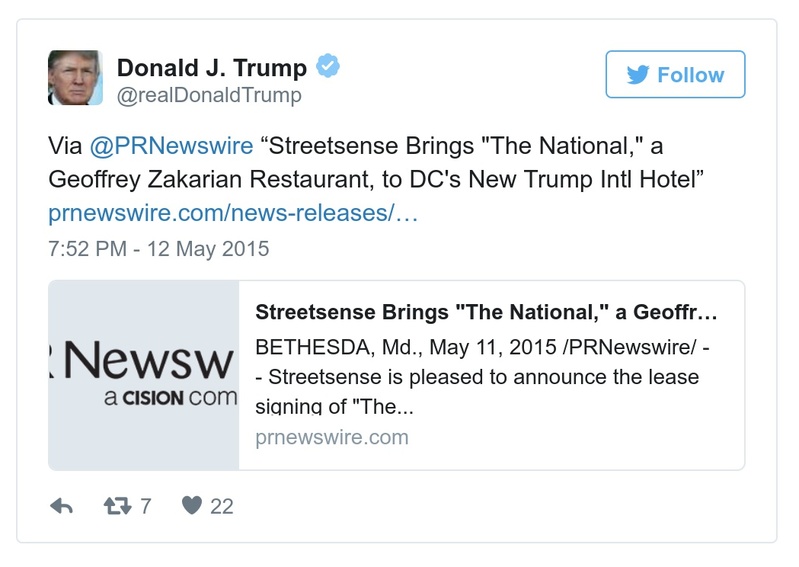 Donald J. Trump
@realDonaldTrump
Follow
Via @PRNewswire “Streetsense Brings "The National," a
Geoffrey Zakarian Restaurant, to DC's New Trump Intl Hotel”
prnewswire.com/news-releases/…
7:52 PM - 12 May 2015
Newsw
a CISION com
Streetsense Brings "The National," a Geoffr…
BETHESDA, Md., May 11, 2015 /PRNewswire/ -
- Streetsense is pleased to announce the lease
signing of "The...
prnewswire.com
7
22